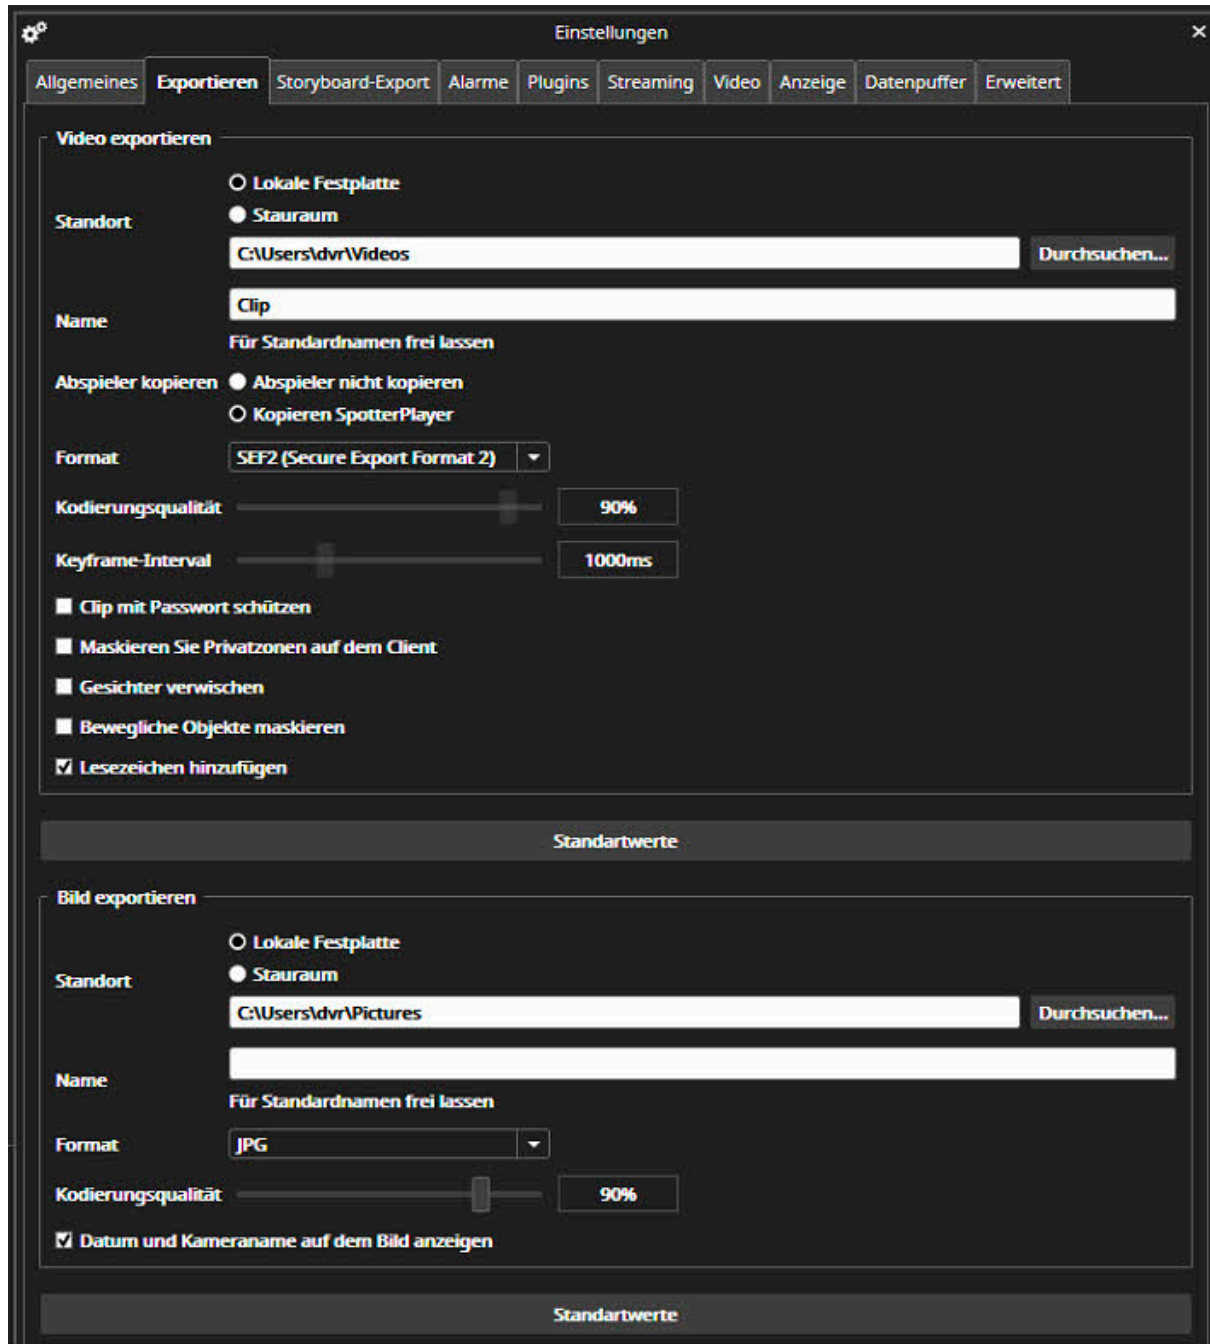 Einstellungen
Allgemeines Exportieren Storyboard-Export Alarme Plugins Streaming Video Anzeige Datenpuffer Erweitert
Video exportieren
Lokale Festplatte
Standort
Stauraum
C:\Users\dvr\Videos Durchsuchen...
Clip
Name
Für Standardnamen frei lassen
Abspieler kopieren Abspieler nicht kopieren
Kopieren SpotterPlayer
Format SEF2 (Secure Export Format 2)
Kodierungsqualität 90%
Keyframe-Interval 1000ms
Clip mit Passwort schützen
Maskieren Sie Privatzonen auf dem Client
Gesichter verwischen
Bewegliche Objekte maskieren
Lesezeichen hinzufügen
Standartwerte
Bild exportieren
Lokale Festplatte
Standort
Stauraum
C:\Users\dvr\Pictures Durchsuchen...
Name
Für Standardnamen frei lassen
Format JPG
Kodierungsqualität 90%
Datum und Kameraname auf dem Bild anzeigen
Standartwerte